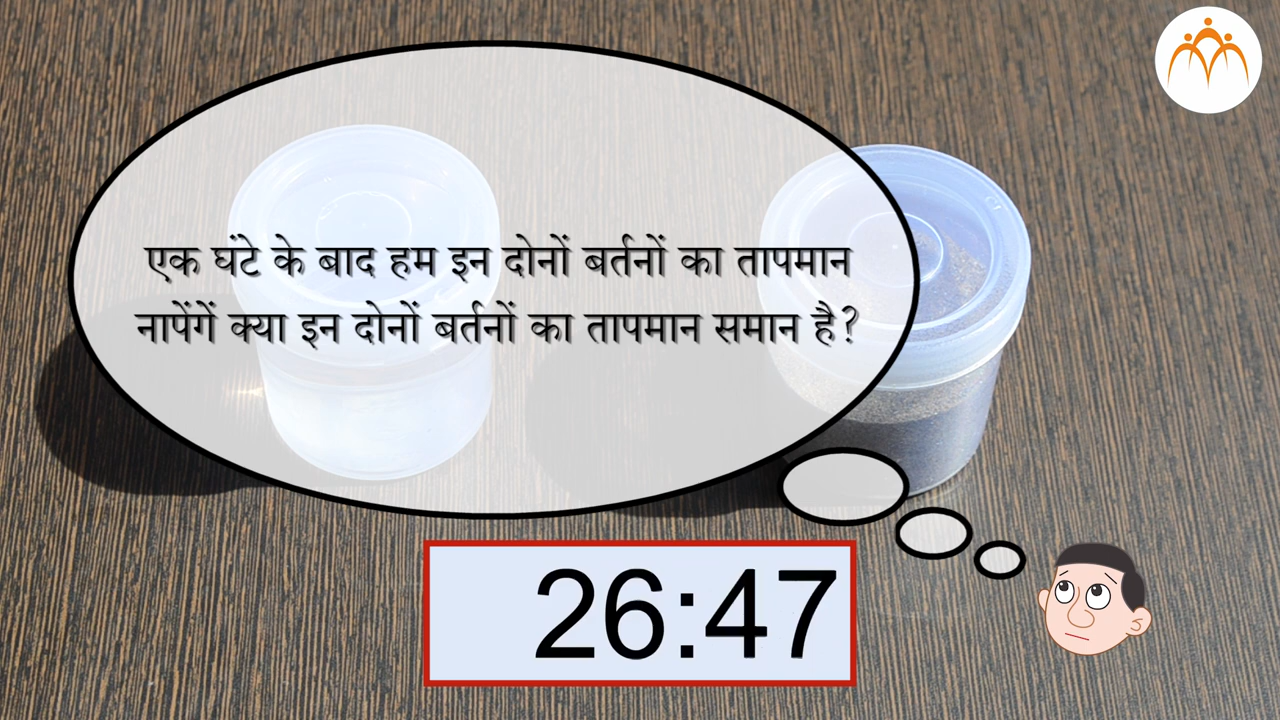 एक घंटे के बाद हम इन दोनों बर्तनों का तापमान
नापेंगें क्या इन दोनों बर्तनों का तापमान समान है?
26:47